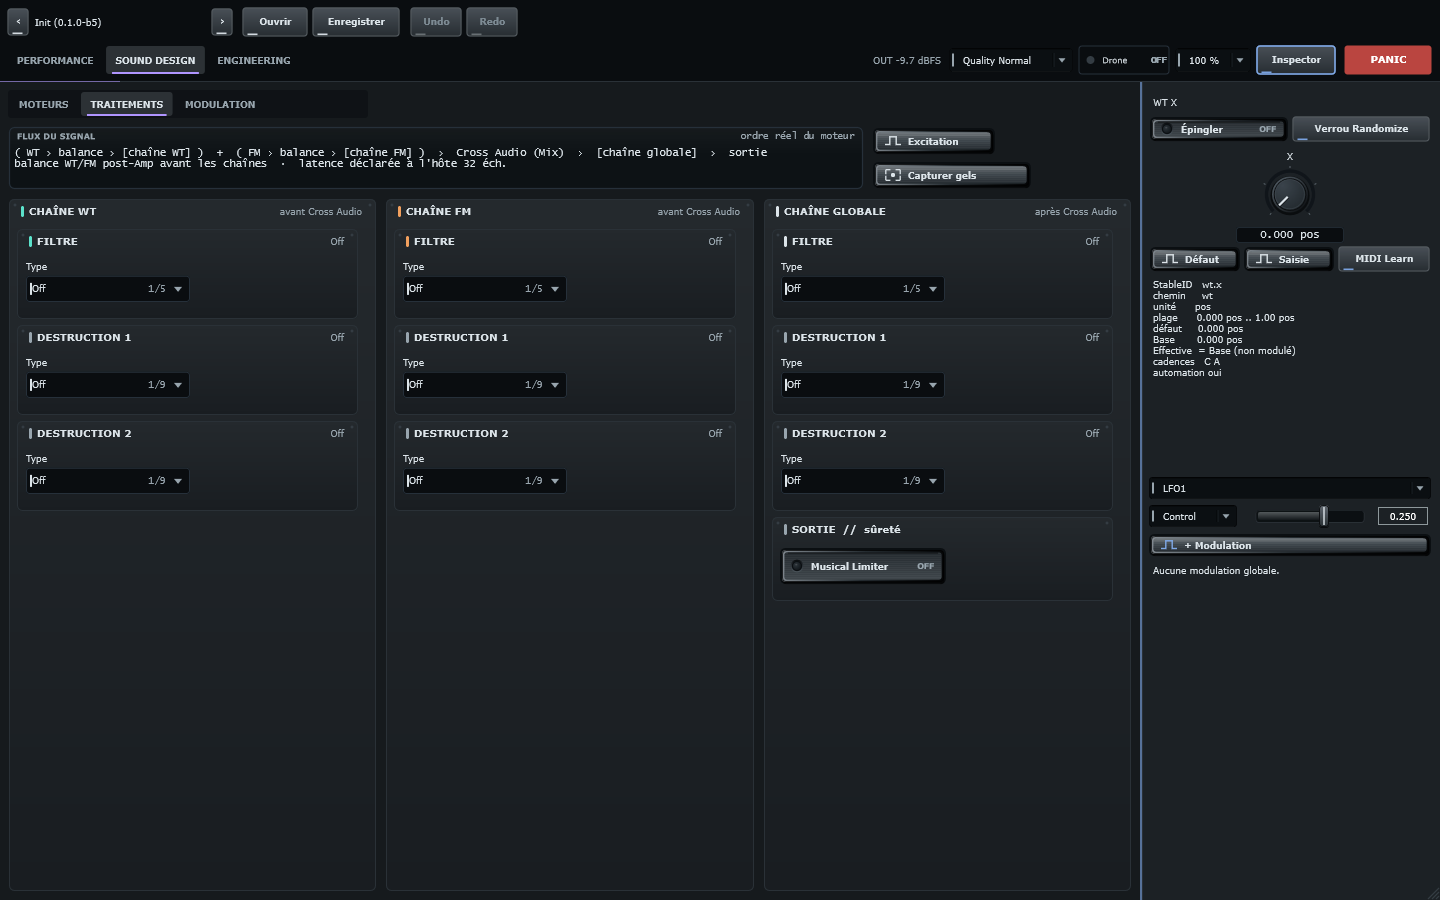 < Init (0.1.0-b5) > Ouvrir Enregistrer Undo Redo
PERFORMANCE SOUND DESIGN ENGINEERING OUT -9.7 dBFS Quality Normal Drone OFF 100 % Inspector PANIC
MOTEURS TRAITEMENTS MODULATION
FLUX DU SIGNAL ordre réel du moteur
( WT › balance › [chaîne WT] ) + ( FM › balance › [chaîne FM] ) › Cross Audio (Mix) › [chaîne globale] › sortie
balance WT/FM post-Amp avant les chaînes · latence déclarée à l'hôte 32 éch.
Excitation
Capturer gels
CHAÎNE WT avant Cross Audio
FILTRE Off
Type
Off 1/5
DESTRUCTION 1 Off
Type
Off 1/9
DESTRUCTION 2 Off
Type
Off 1/9
CHAÎNE FM avant Cross Audio
FILTRE Off
Type
Off 1/5
DESTRUCTION 1 Off
Type
Off 1/9
DESTRUCTION 2 Off
Type
Off 1/9
CHAÎNE GLOBALE après Cross Audio
FILTRE Off
Type
Off 1/5
DESTRUCTION 1 Off
Type
Off 1/9
DESTRUCTION 2 Off
Type
Off 1/9
SORTIE // sûreté
Musical Limiter OFF
WT X
Épingler OFF Verrou Randomize
X
0.000 pos
Défaut Saisie MIDI Learn
StableID wt.x
chemin wt
unité pos
plage 0.000 pos .. 1.00 pos
défaut 0.000 pos
Base 0.000 pos
Effective = Base (non modulé)
cadences C A
automation oui
LFO1
Control 0.250
+ Modulation
Aucune modulation globale.